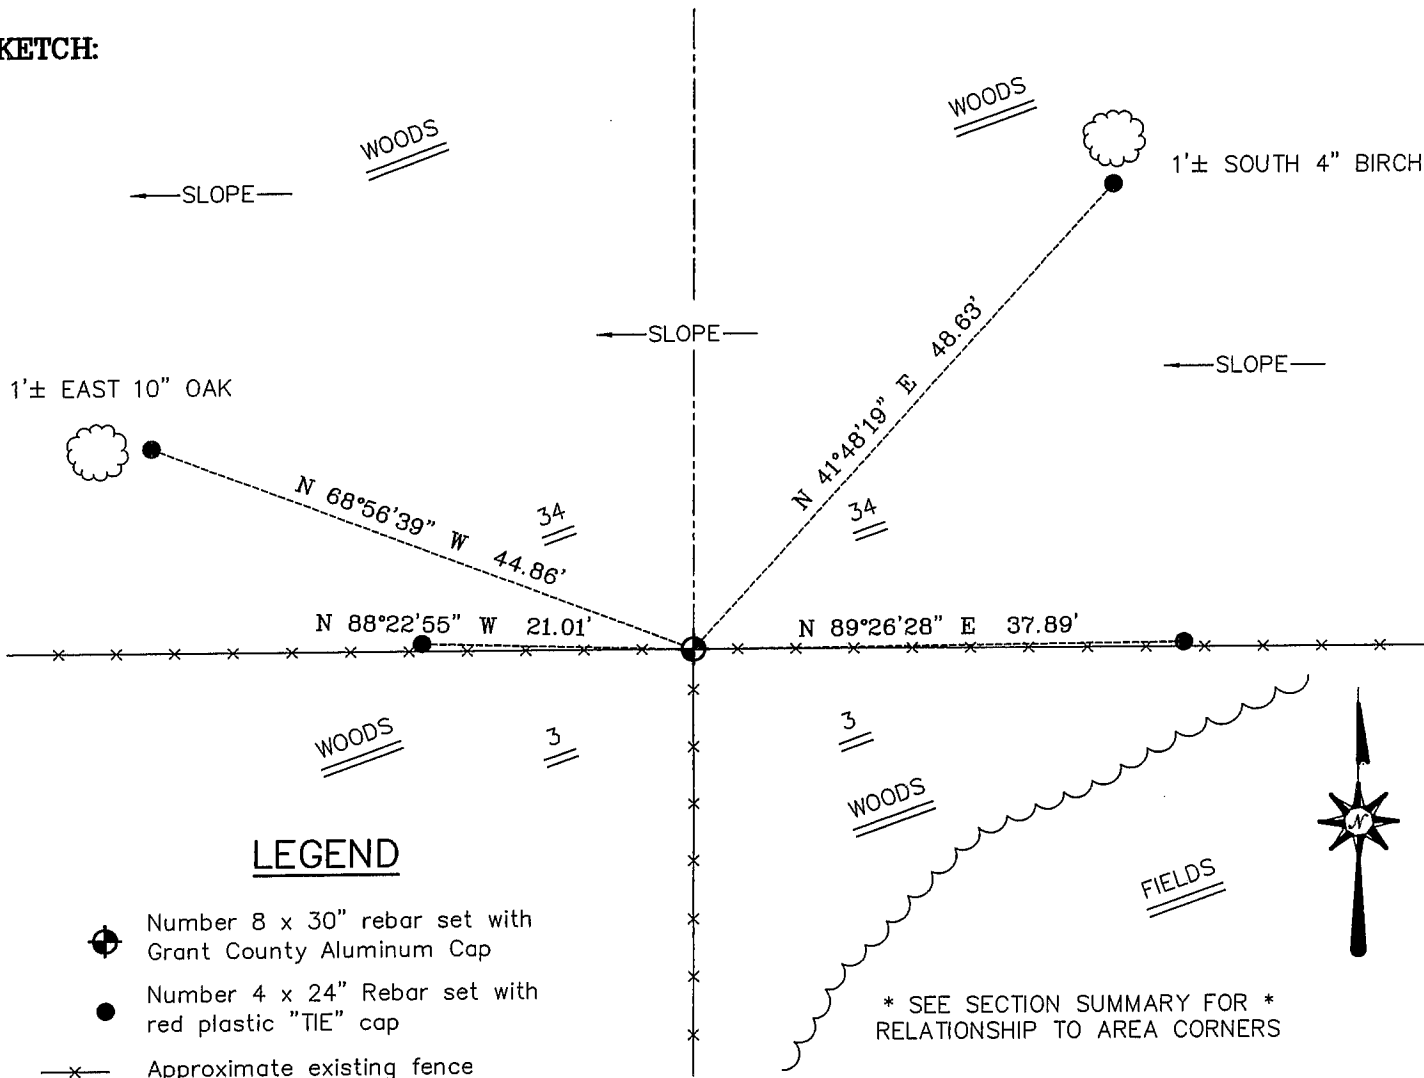 KETCH:
WOODS
WOODS
1'± SOUTH 4" BIRCH
SLOPE
SLOPE
SLOPE
1'± EAST 10" OAK
N 41°48'19" E 48.63'
N 68°56'39" W 44.86'
34
34
N 88°22'55" W 21.01'
N 89°26'28" E 37.89'
WOODS
3
3
WOODS
FIELDS
N
LEGEND
Number 8 x 30" rebar set with
Grant County Aluminum Cap
Number 4 x 24" Rebar set with
red plastic "TIE" cap
Approximate existing fence
* SEE SECTION SUMMARY FOR *
RELATIONSHIP TO AREA CORNERS